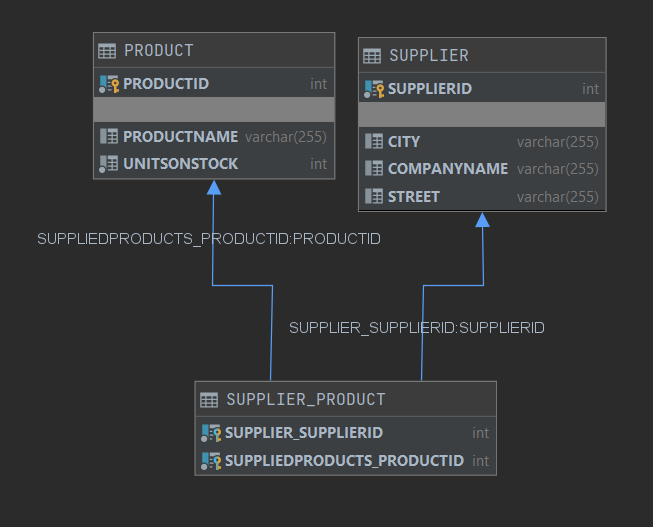 PRODUCT
PRODUCTID int
PRODUCTNAME varchar(255)
UNITSONSTOCK int
SUPPLIER
SUPPLIERID int
CITY varchar(255)
COMPANYNAME varchar(255)
STREET varchar(255)
SUPPLIEDPRODUCTS_PRODUCTID:PRODUCTID
SUPPLIER_SUPPLIERID:SUPPLIERID
SUPPLIER_PRODUCT
SUPPLIER_SUPPLIERID int
SUPPLIEDPRODUCTS_PRODUCTID int